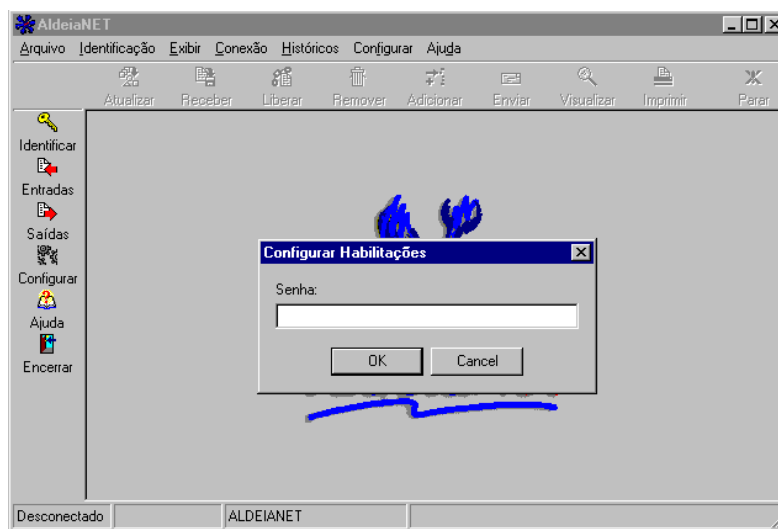 AldeiaNET
Arquivo Identificação Exibir Conexão Históricos Configurar Ajuda
Atualizar Receber Liberar Remover Adicionar Enviar Visualizar Imprimir Parar
Identificar
Entradas
Saídas
Configurar
Ajuda
Encerrar
Configurar Habilitações
Senha:
OK Cancel
Desconectado ALDEIANET